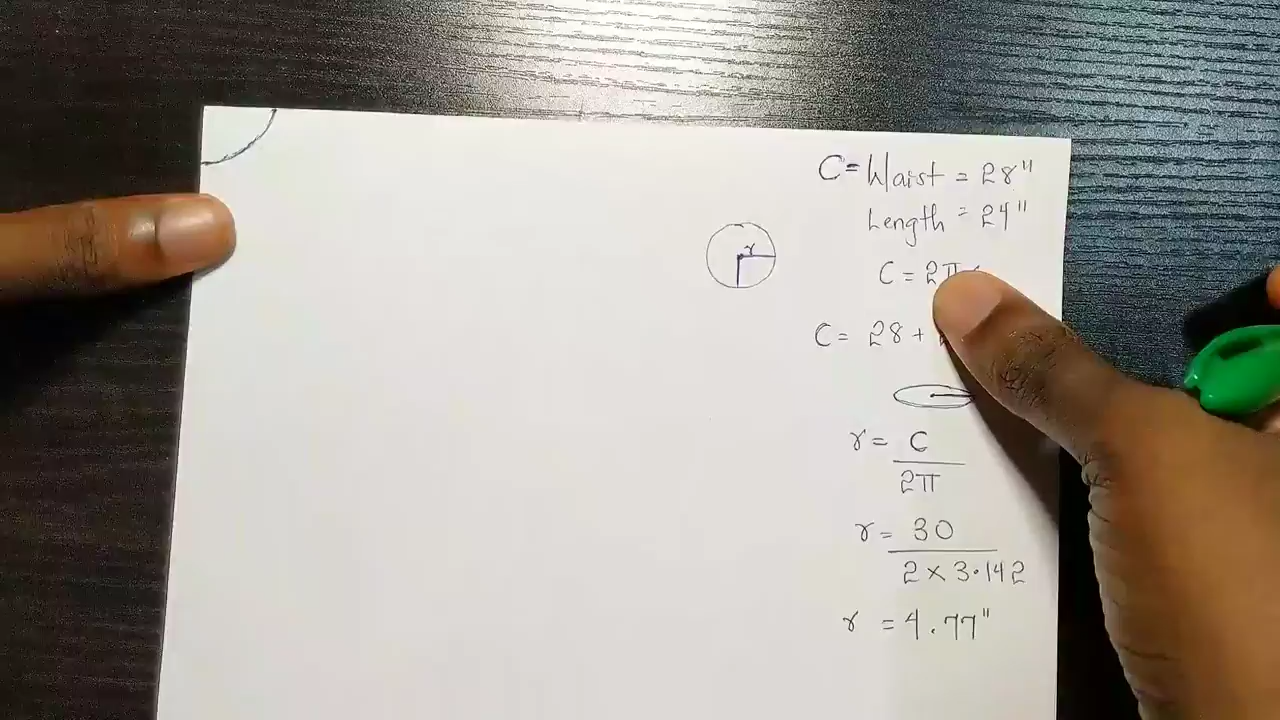 C = Waist = 28"
Length = 24"
r
C = 2π
C = 28 +
r = C
2π
r = 30
2 × 3.142
r = 4.77"